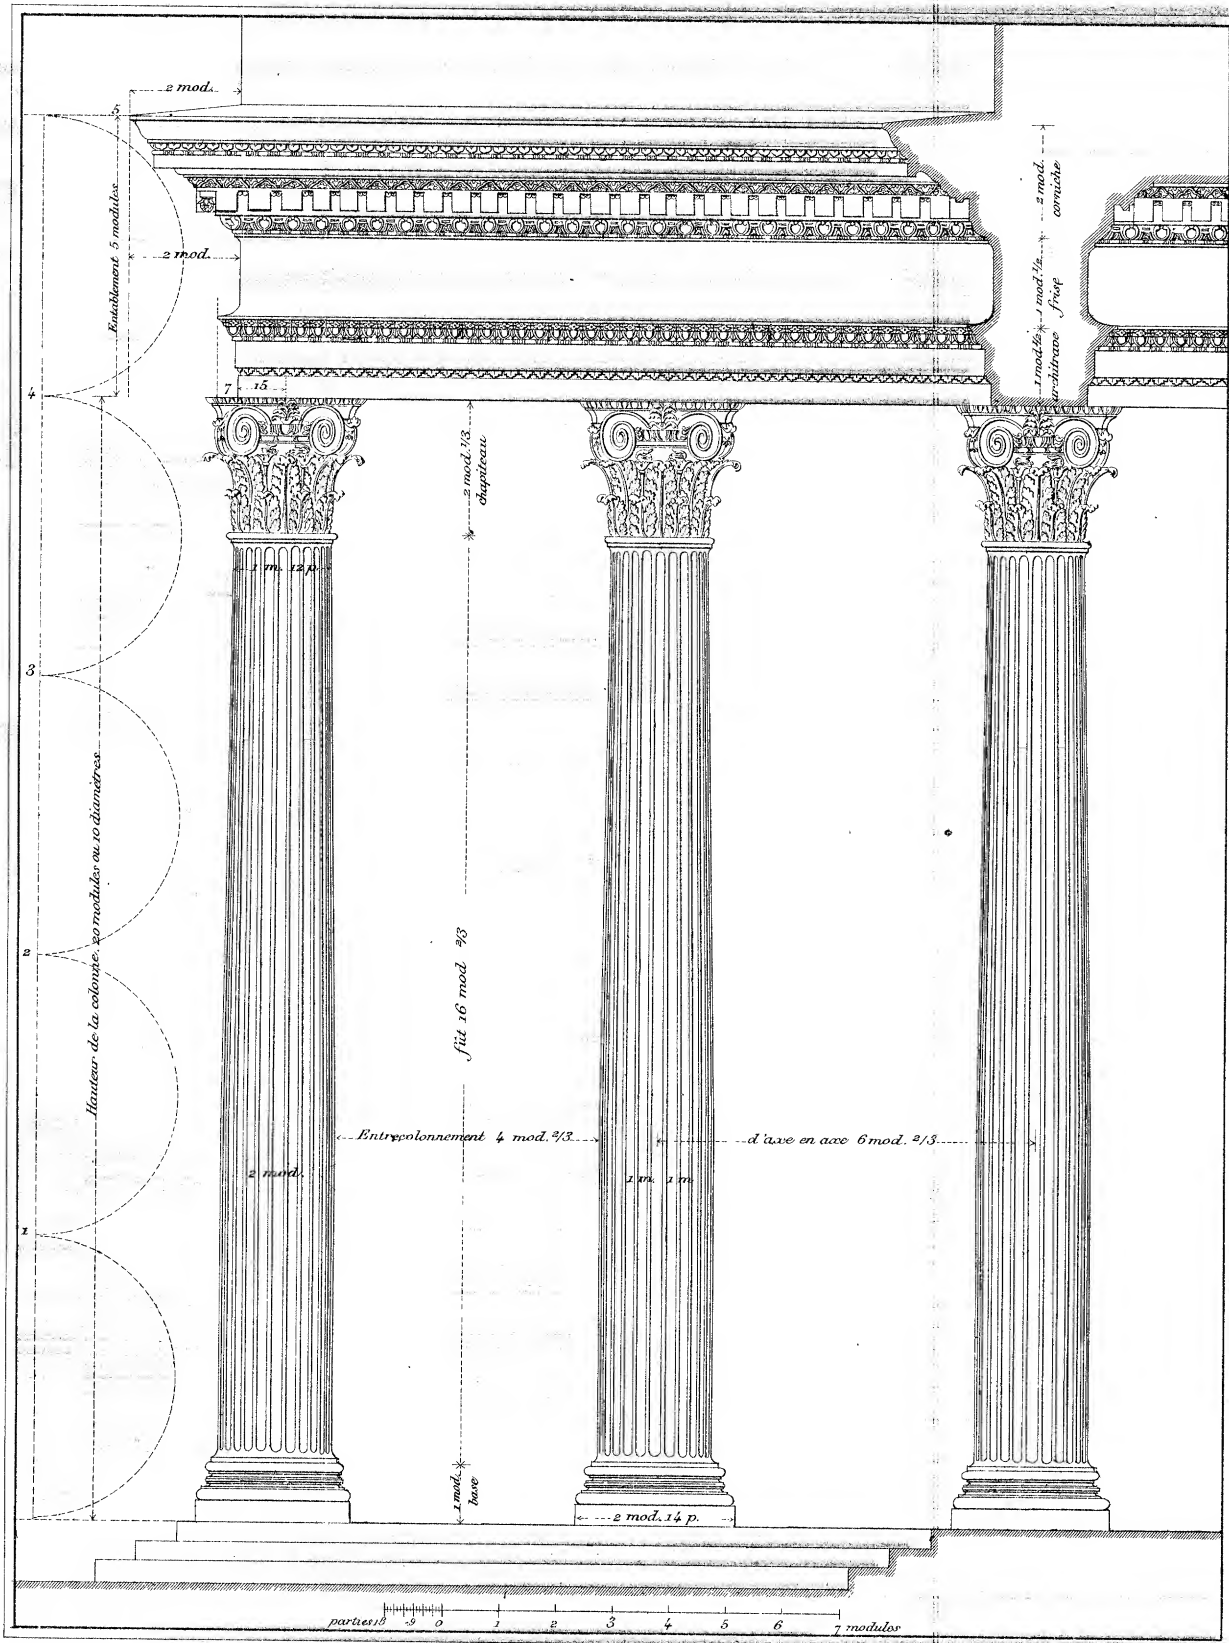 2 mod.
5
Entablement 5 modules
2 mod.
2 mod.
corniche
1 mod. 1/2
frise
1 mod. 1/2
architrave
4
7 15
2 mod. 1/3
chapiteau
1 m. 12 p.
3
Hauteur de la colonne. 20 modules ou 10 diamètres
2
fût 16 mod 2/3
Entrecolonnement 4 mod. 2/3
d'axe en axe 6 mod. 2/3
2 mod.
1 m. 1 m
1
1 mod.
base
2 mod. 14 p.
parties 18 9 0 1 2 3 4 5 6 7 modules